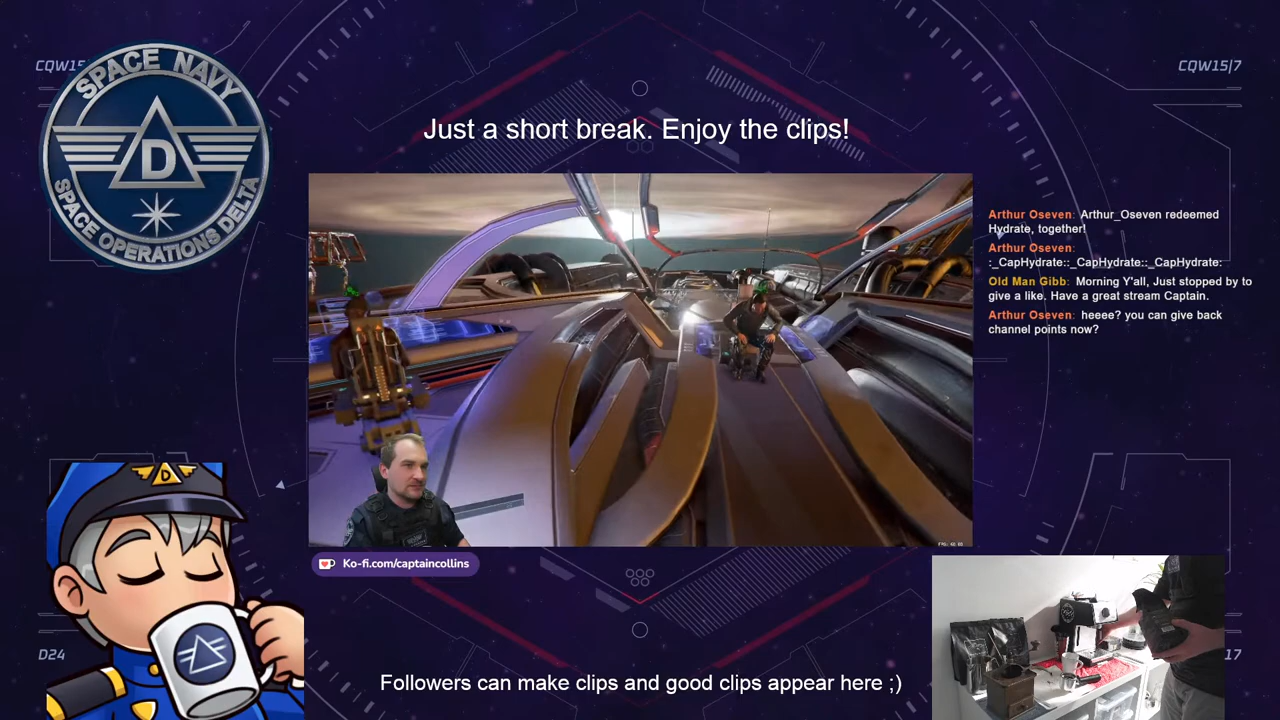 CQW15
CQW15|7
SPACE NAVY
D
SPACE OPERATIONS DELTA
Just a short break. Enjoy the clips!
Arthur Oseven: Arthur_Oseven redeemed
Hydrate, together!
Arthur Oseven:
:_CapHydrate::_CapHydrate::_CapHydrate:
Old Man Gibb: Morning Y'all, Just stopped by to
give a like. Have a great stream Captain.
Arthur Oseven: heeee? you can give back
channel points now?
D
Ko-fi.com/captaincollins
D24
17
Followers can make clips and good clips appear here ;)